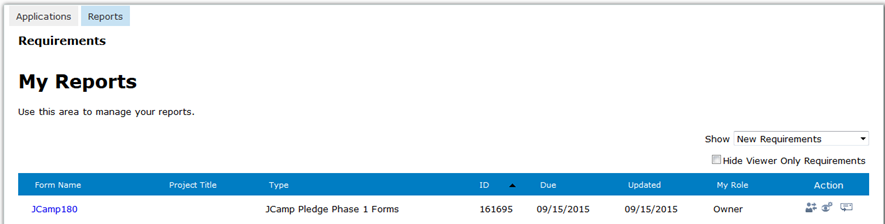 Applications Reports
Requirements
My Reports
Use this area to manage your reports.
Show New Requirements
Hide Viewer Only Requirements
Form Name Project Title Type ID Due Updated My Role Action
JCamp180 JCamp Pledge Phase 1 Forms 161695 09/15/2015 09/15/2015 Owner